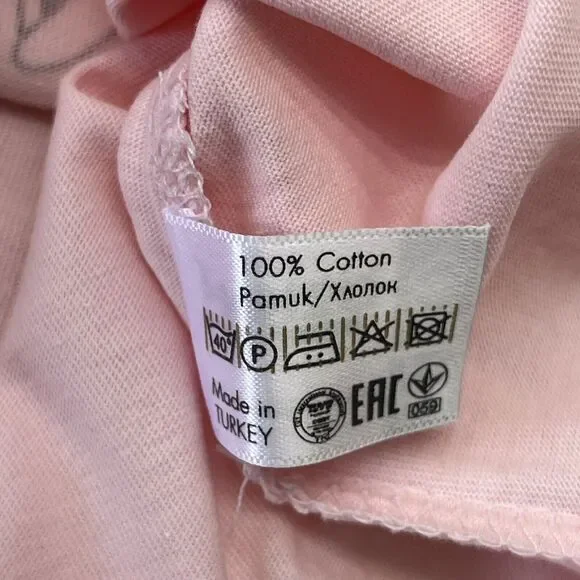 100% Cotton
Pamuk/Хлопок
40°
P
Made in
TURKEY
EAC
059